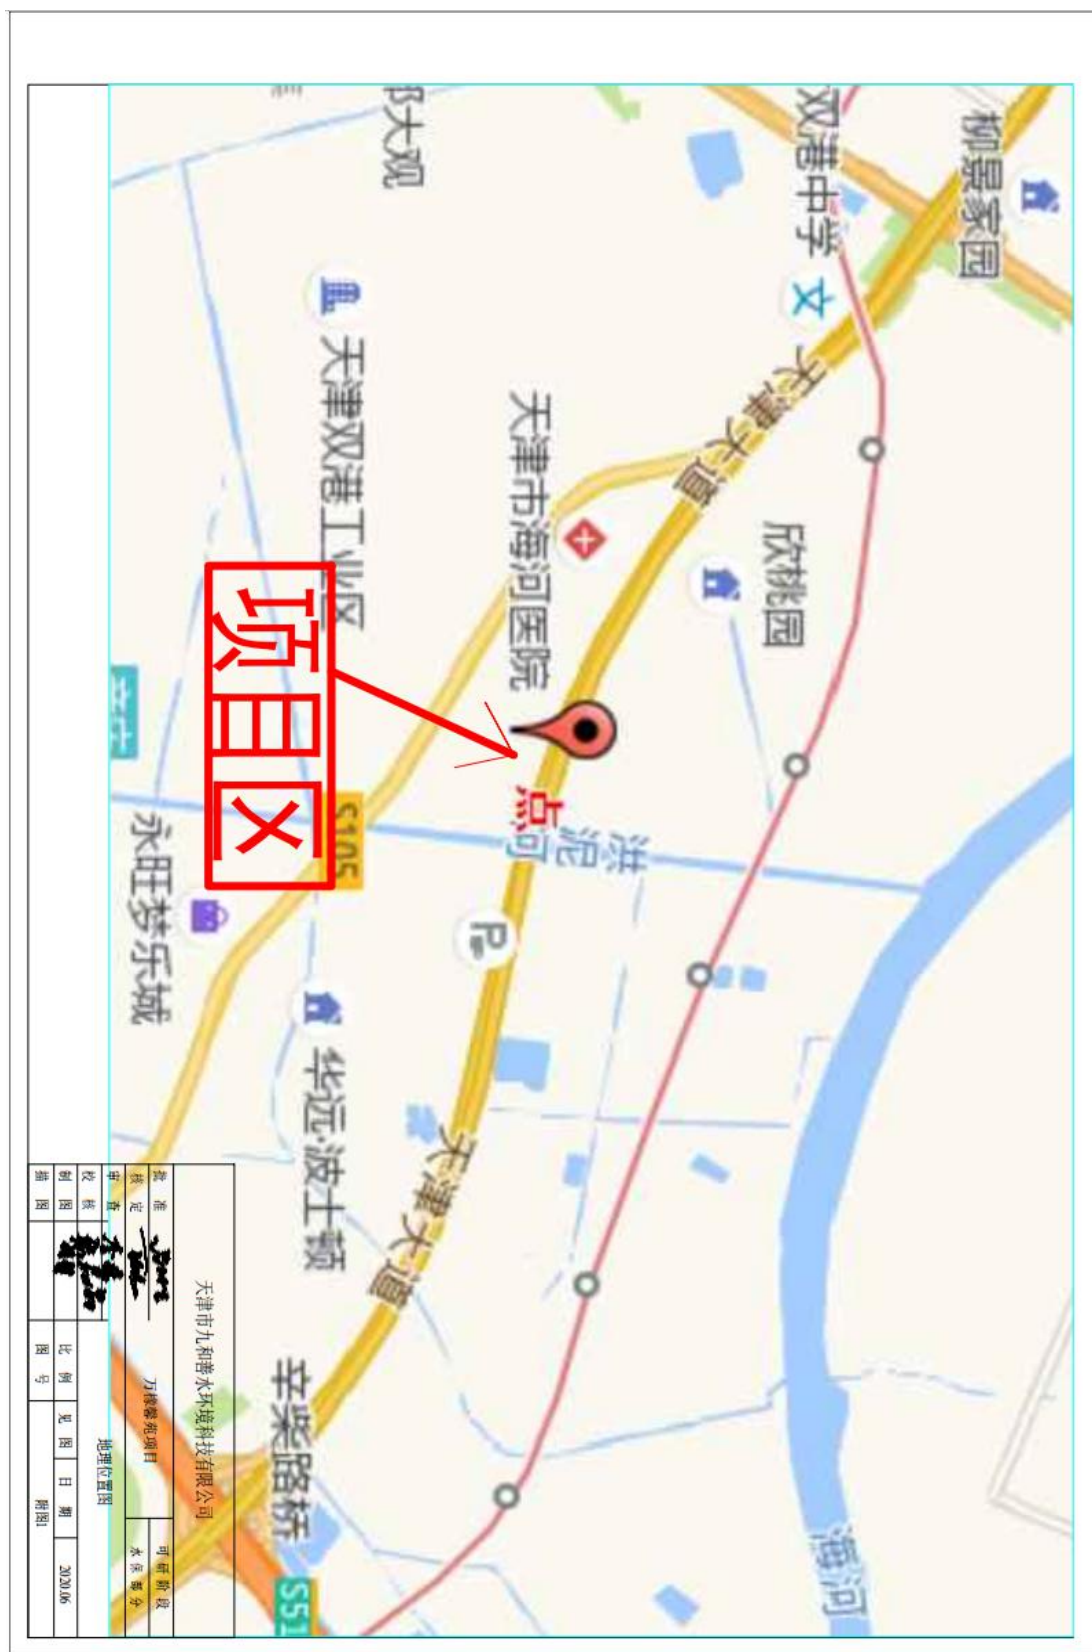 柳景家园
双港中学
天津大道
欣桃园
海河
天津市海河医院
点
洪泥河
大观
天津双港工业区
项目区
S105
天津大道
华远·波士顿
辛柴路桥
S51
永旺梦乐城
天津市九和善水环境科技有限公司
批准
万橡馨苑项目
可研阶段
核定
水保部分
审查
地理位置图
校核
制图
比例
见图
日期
2020.06
描图
图号
附图1